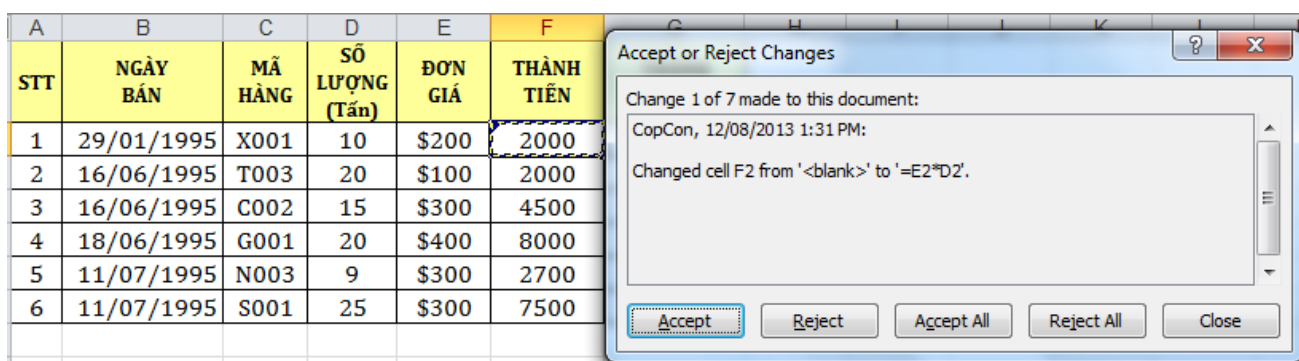 A B C D E F
STT NGÀY BÁN MÃ HÀNG SỐ LƯỢNG (Tấn) ĐƠN GIÁ THÀNH TIỀN
1 29/01/1995 X001 10 $200 2000
2 16/06/1995 T003 20 $100 2000
3 16/06/1995 C002 15 $300 4500
4 18/06/1995 G001 20 $400 8000
5 11/07/1995 N003 9 $300 2700
6 11/07/1995 S001 25 $300 7500
Accept or Reject Changes
Change 1 of 7 made to this document:
CopCon, 12/08/2013 1:31 PM:
Changed cell F2 from '<blank>' to '=E2*D2'.
Accept Reject Accept All Reject All Close